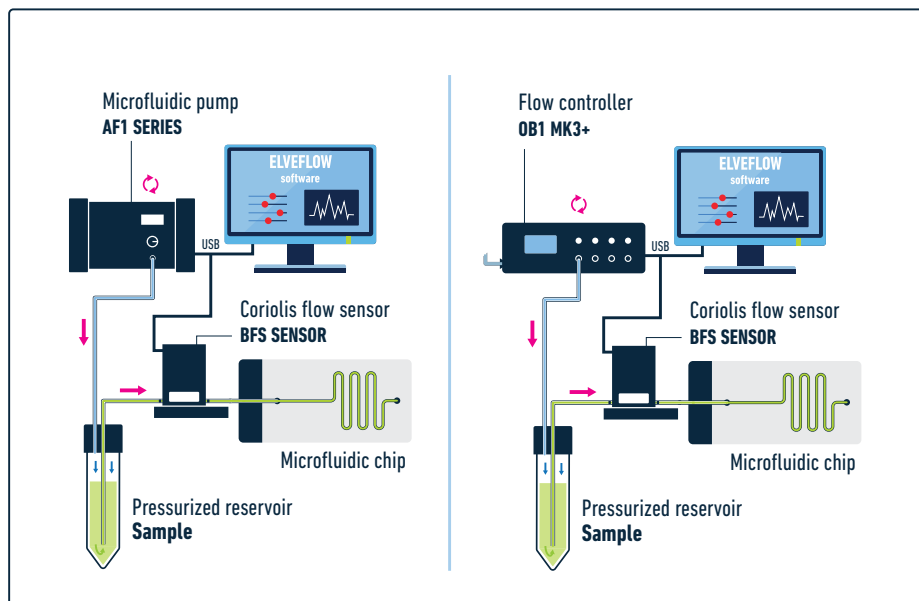 Microfluidic pump
AF1 SERIES
ELVEFLOW
software
USB
Coriolis flow sensor
BFS SENSOR
Microfluidic chip
Pressurized reservoir
Sample
Flow controller
OB1 MK3+
ELVEFLOW
software
USB
Coriolis flow sensor
BFS SENSOR
Microfluidic chip
Pressurized reservoir
Sample